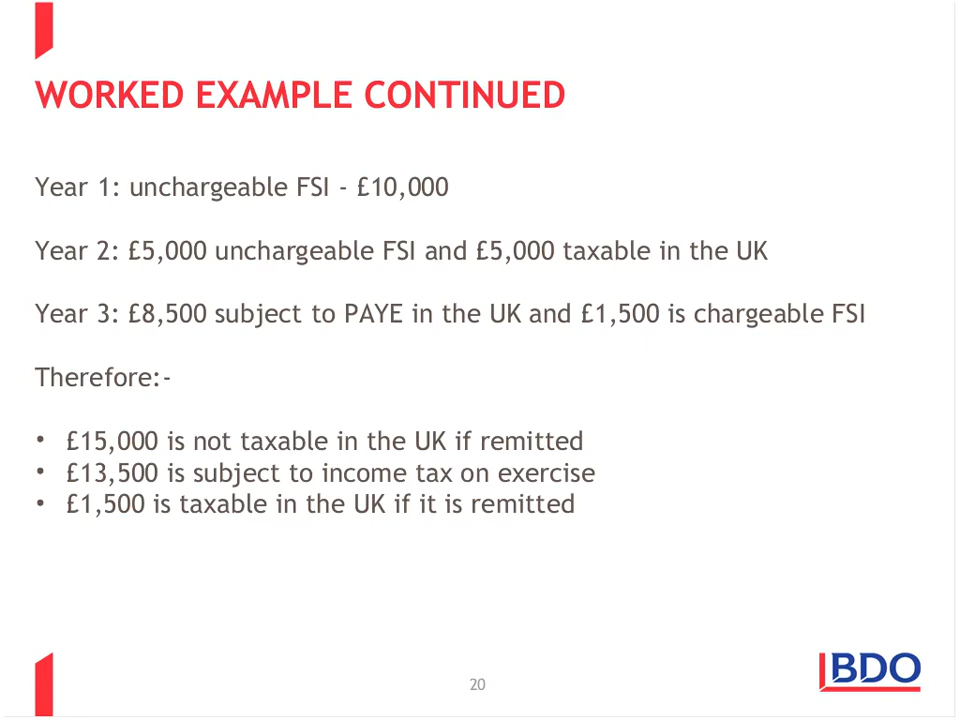 WORKED EXAMPLE CONTINUED
Year 1: unchargeable FSI - £10,000
Year 2: £5,000 unchargeable FSI and £5,000 taxable in the UK
Year 3: £8,500 subject to PAYE in the UK and £1,500 is chargeable FSI
Therefore:-
• £15,000 is not taxable in the UK if remitted
• £13,500 is subject to income tax on exercise
• £1,500 is taxable in the UK if it is remitted
20
BDO